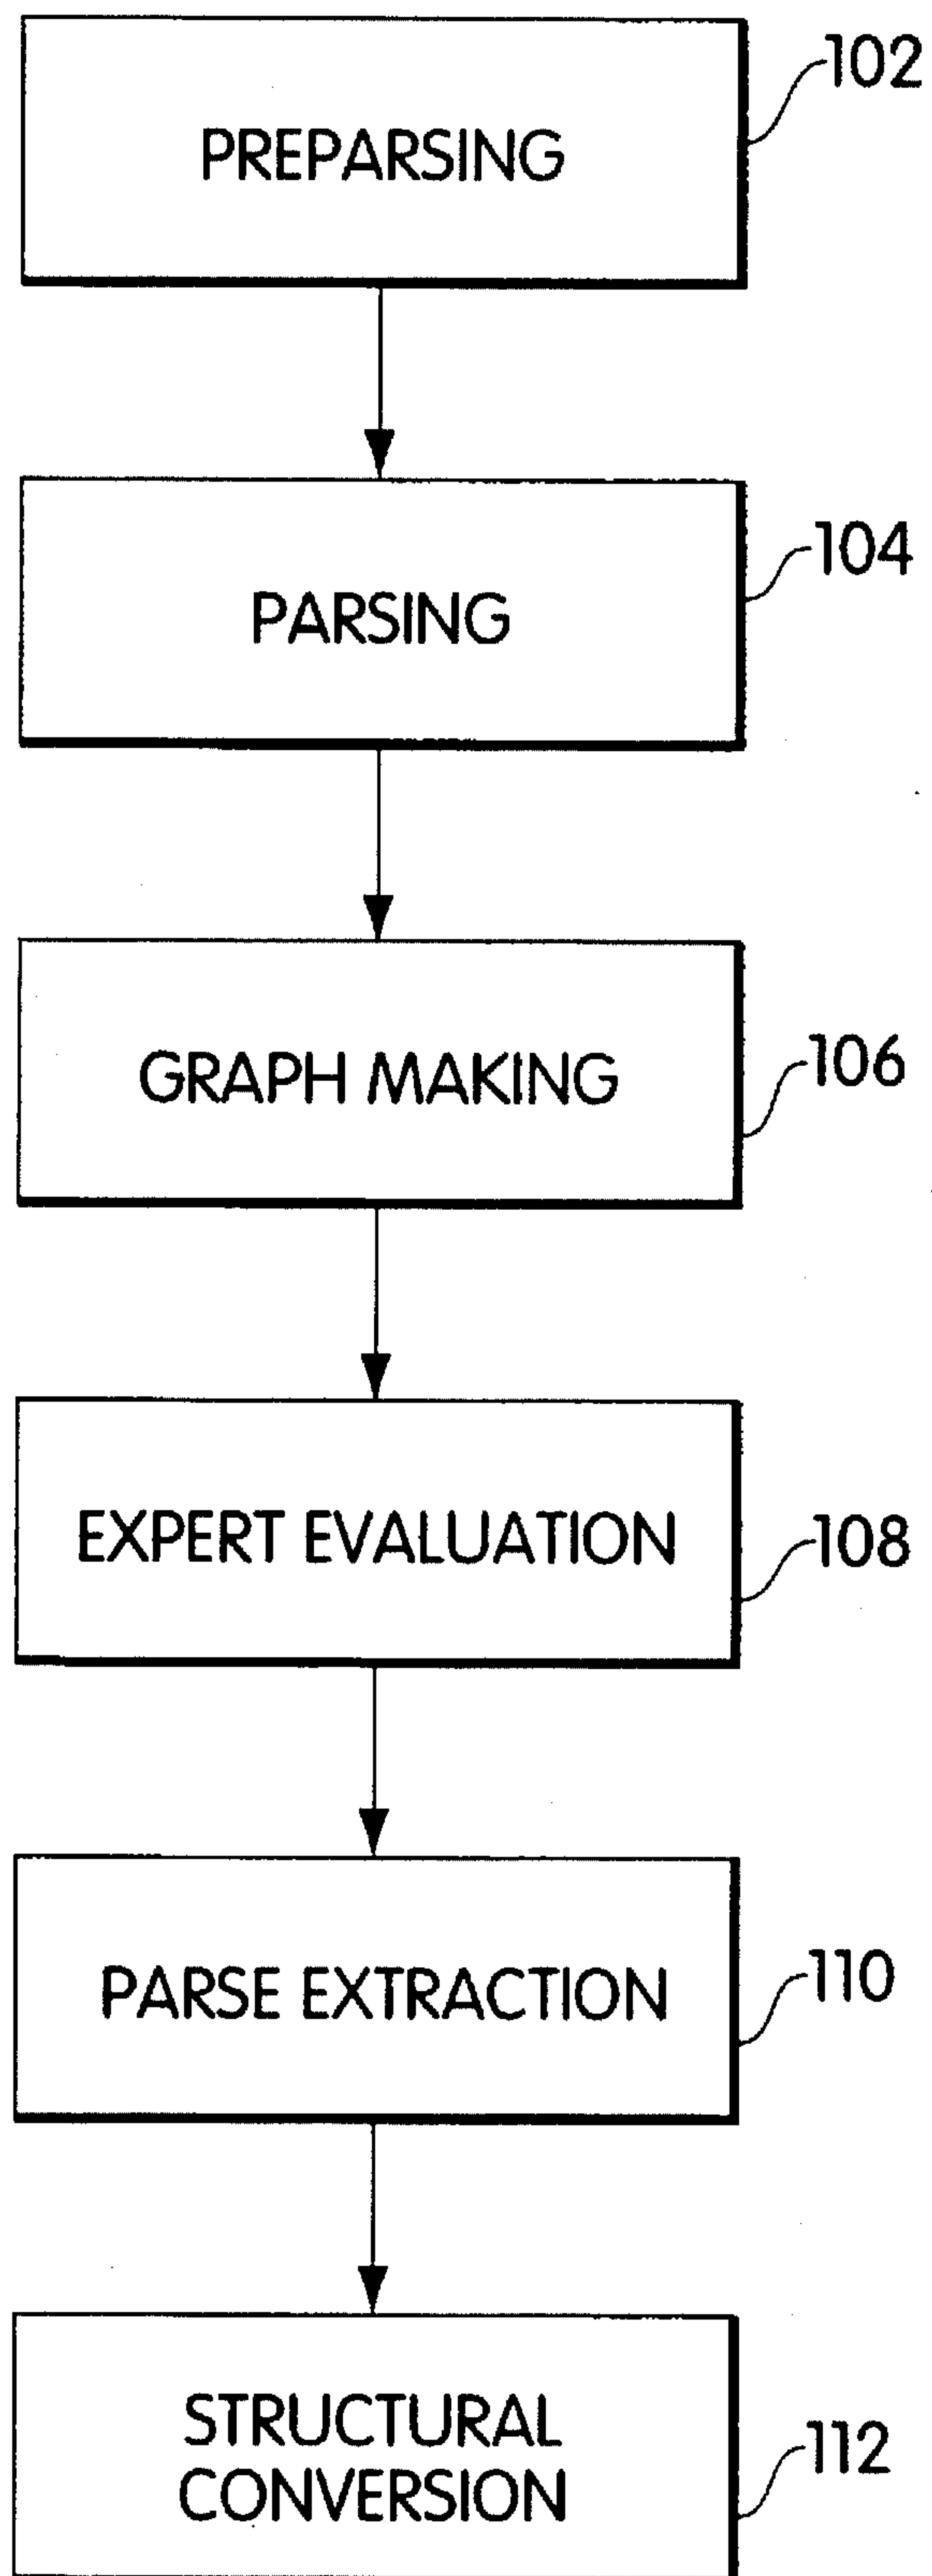 102
PREPARSING
104
PARSING
106
GRAPH MAKING
108
EXPERT EVALUATION
110
PARSE EXTRACTION
112
STRUCTURAL
CONVERSION